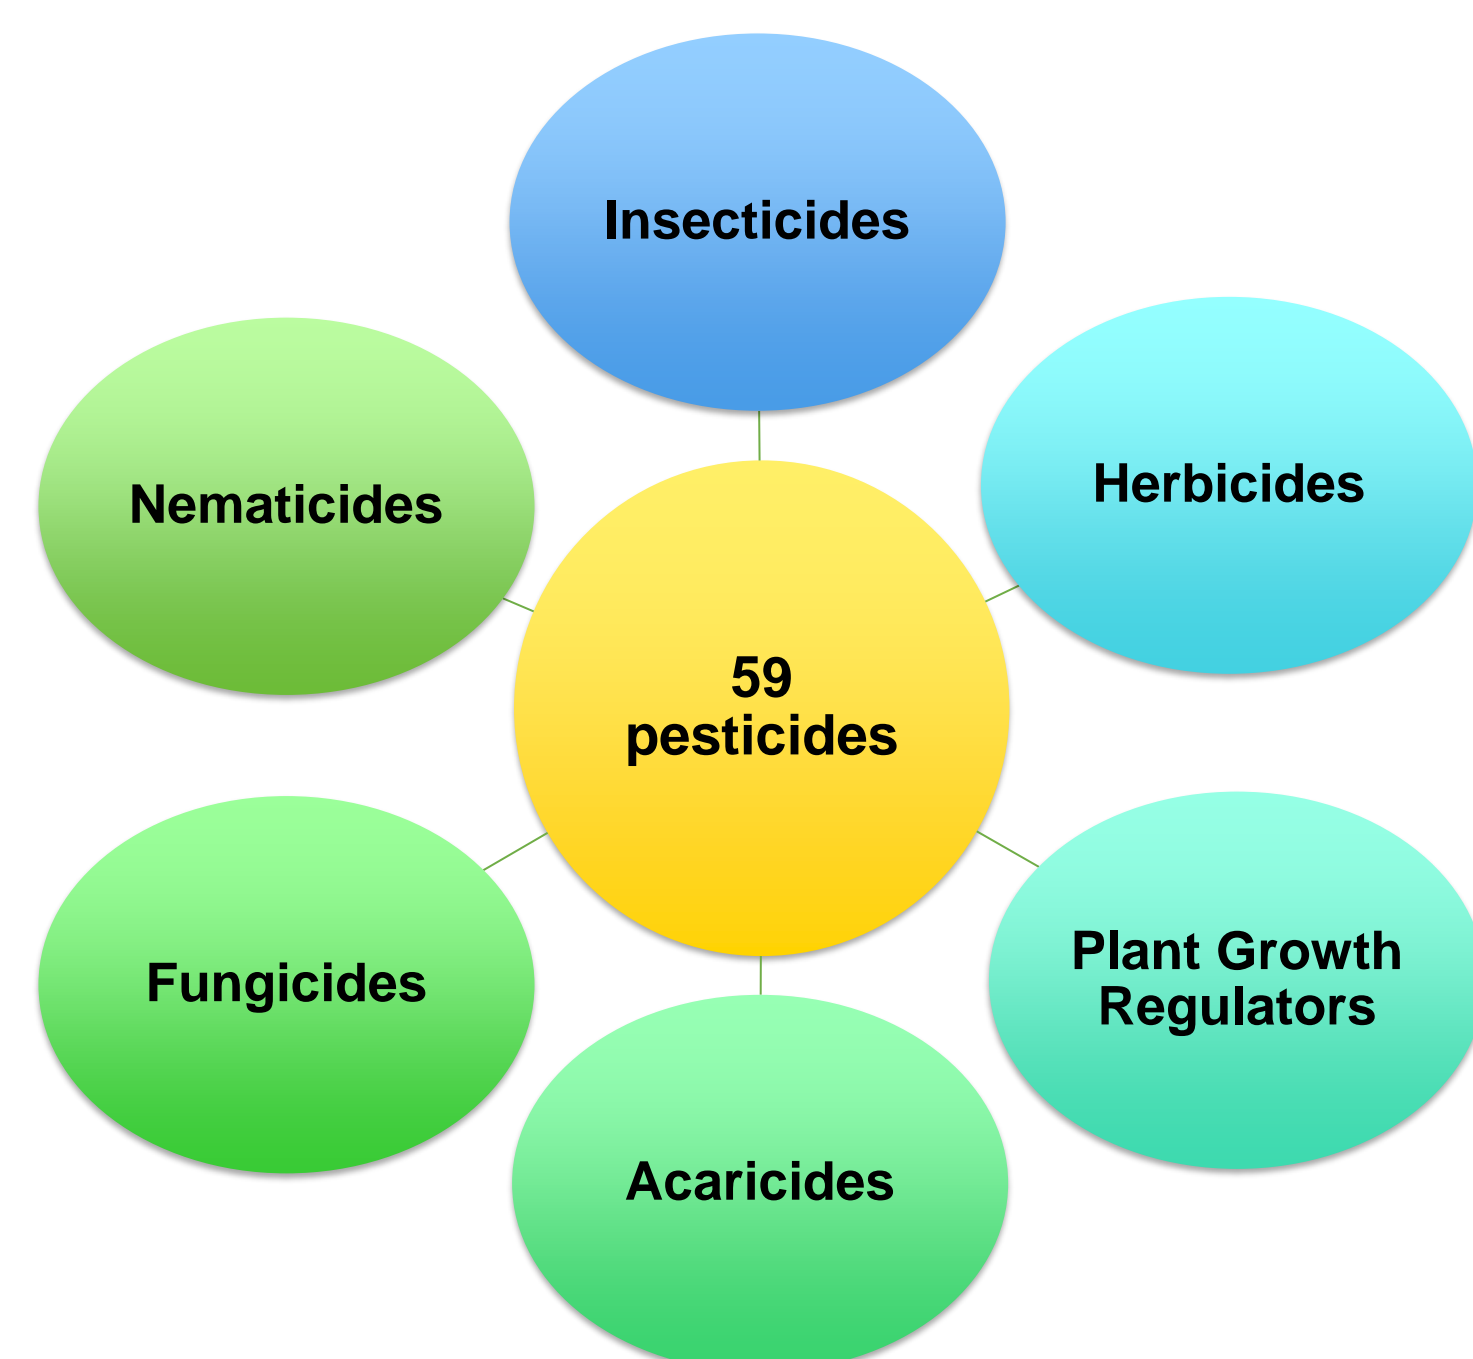 Insecticides
Herbicides
Nematicides
59
pesticides
Plant Growth
Regulators
Fungicides
Acaricides